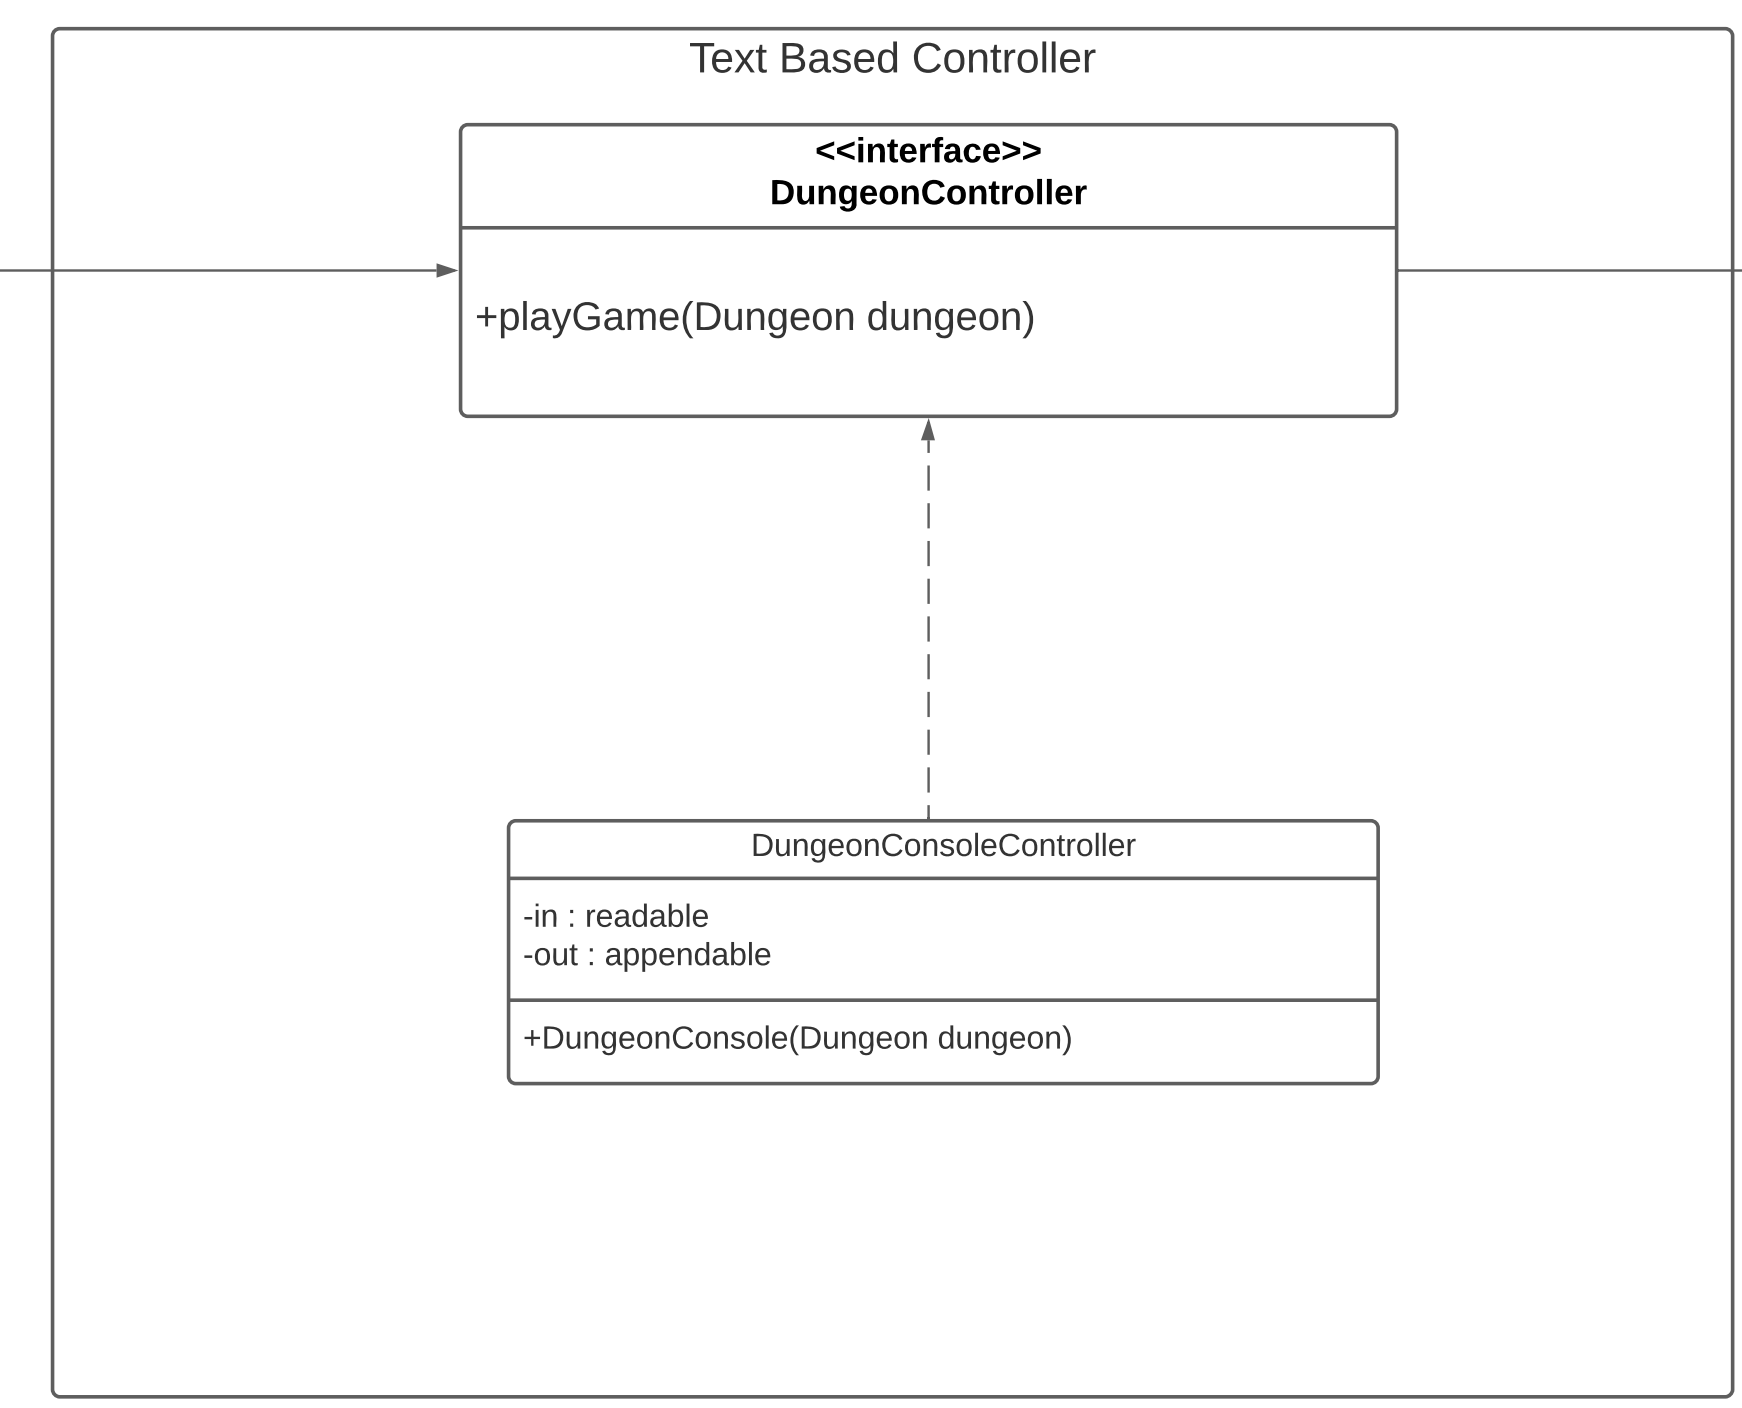 Text Based Controller
<<interface>>
DungeonController
+playGame(Dungeon dungeon)
DungeonConsoleController
-in : readable
-out : appendable
+DungeonConsole(Dungeon dungeon)